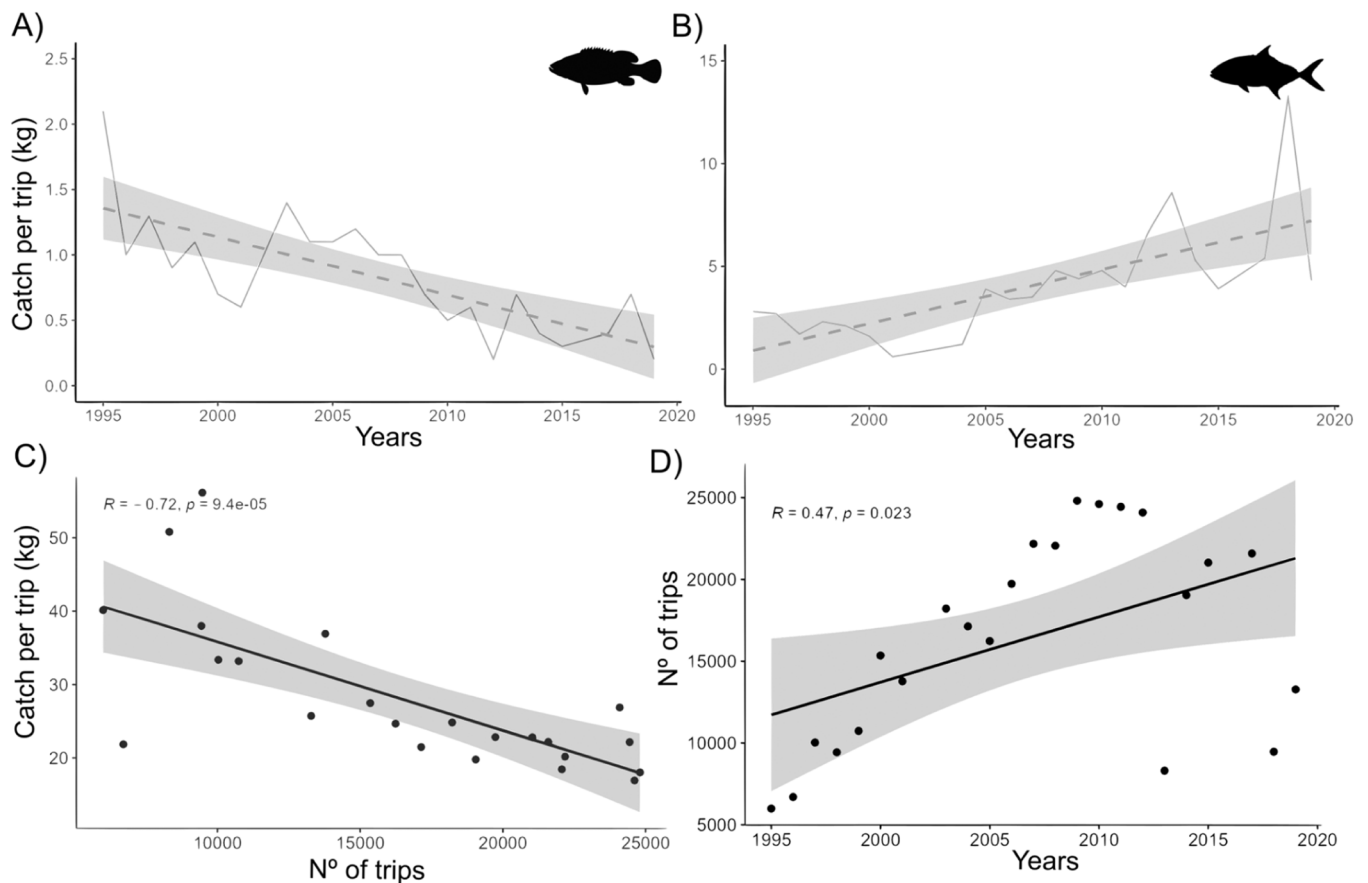 A)
Catch per trip (kg)
2.5
2.0
1.5
1.0
0.5
0.0
1995 2000 2005 2010 2015 2020
Years
B)
15
10
5
0
1995 2000 2005 2010 2015 2020
Years
C)
R = − 0.72, p = 9.4e-05
Catch per trip (kg)
50
40
30
20
10000 15000 20000 25000
Nº of trips
D)
R = 0.47, p = 0.023
Nº of trips
25000
20000
15000
10000
5000
1995 2000 2005 2010 2015 2020
Years